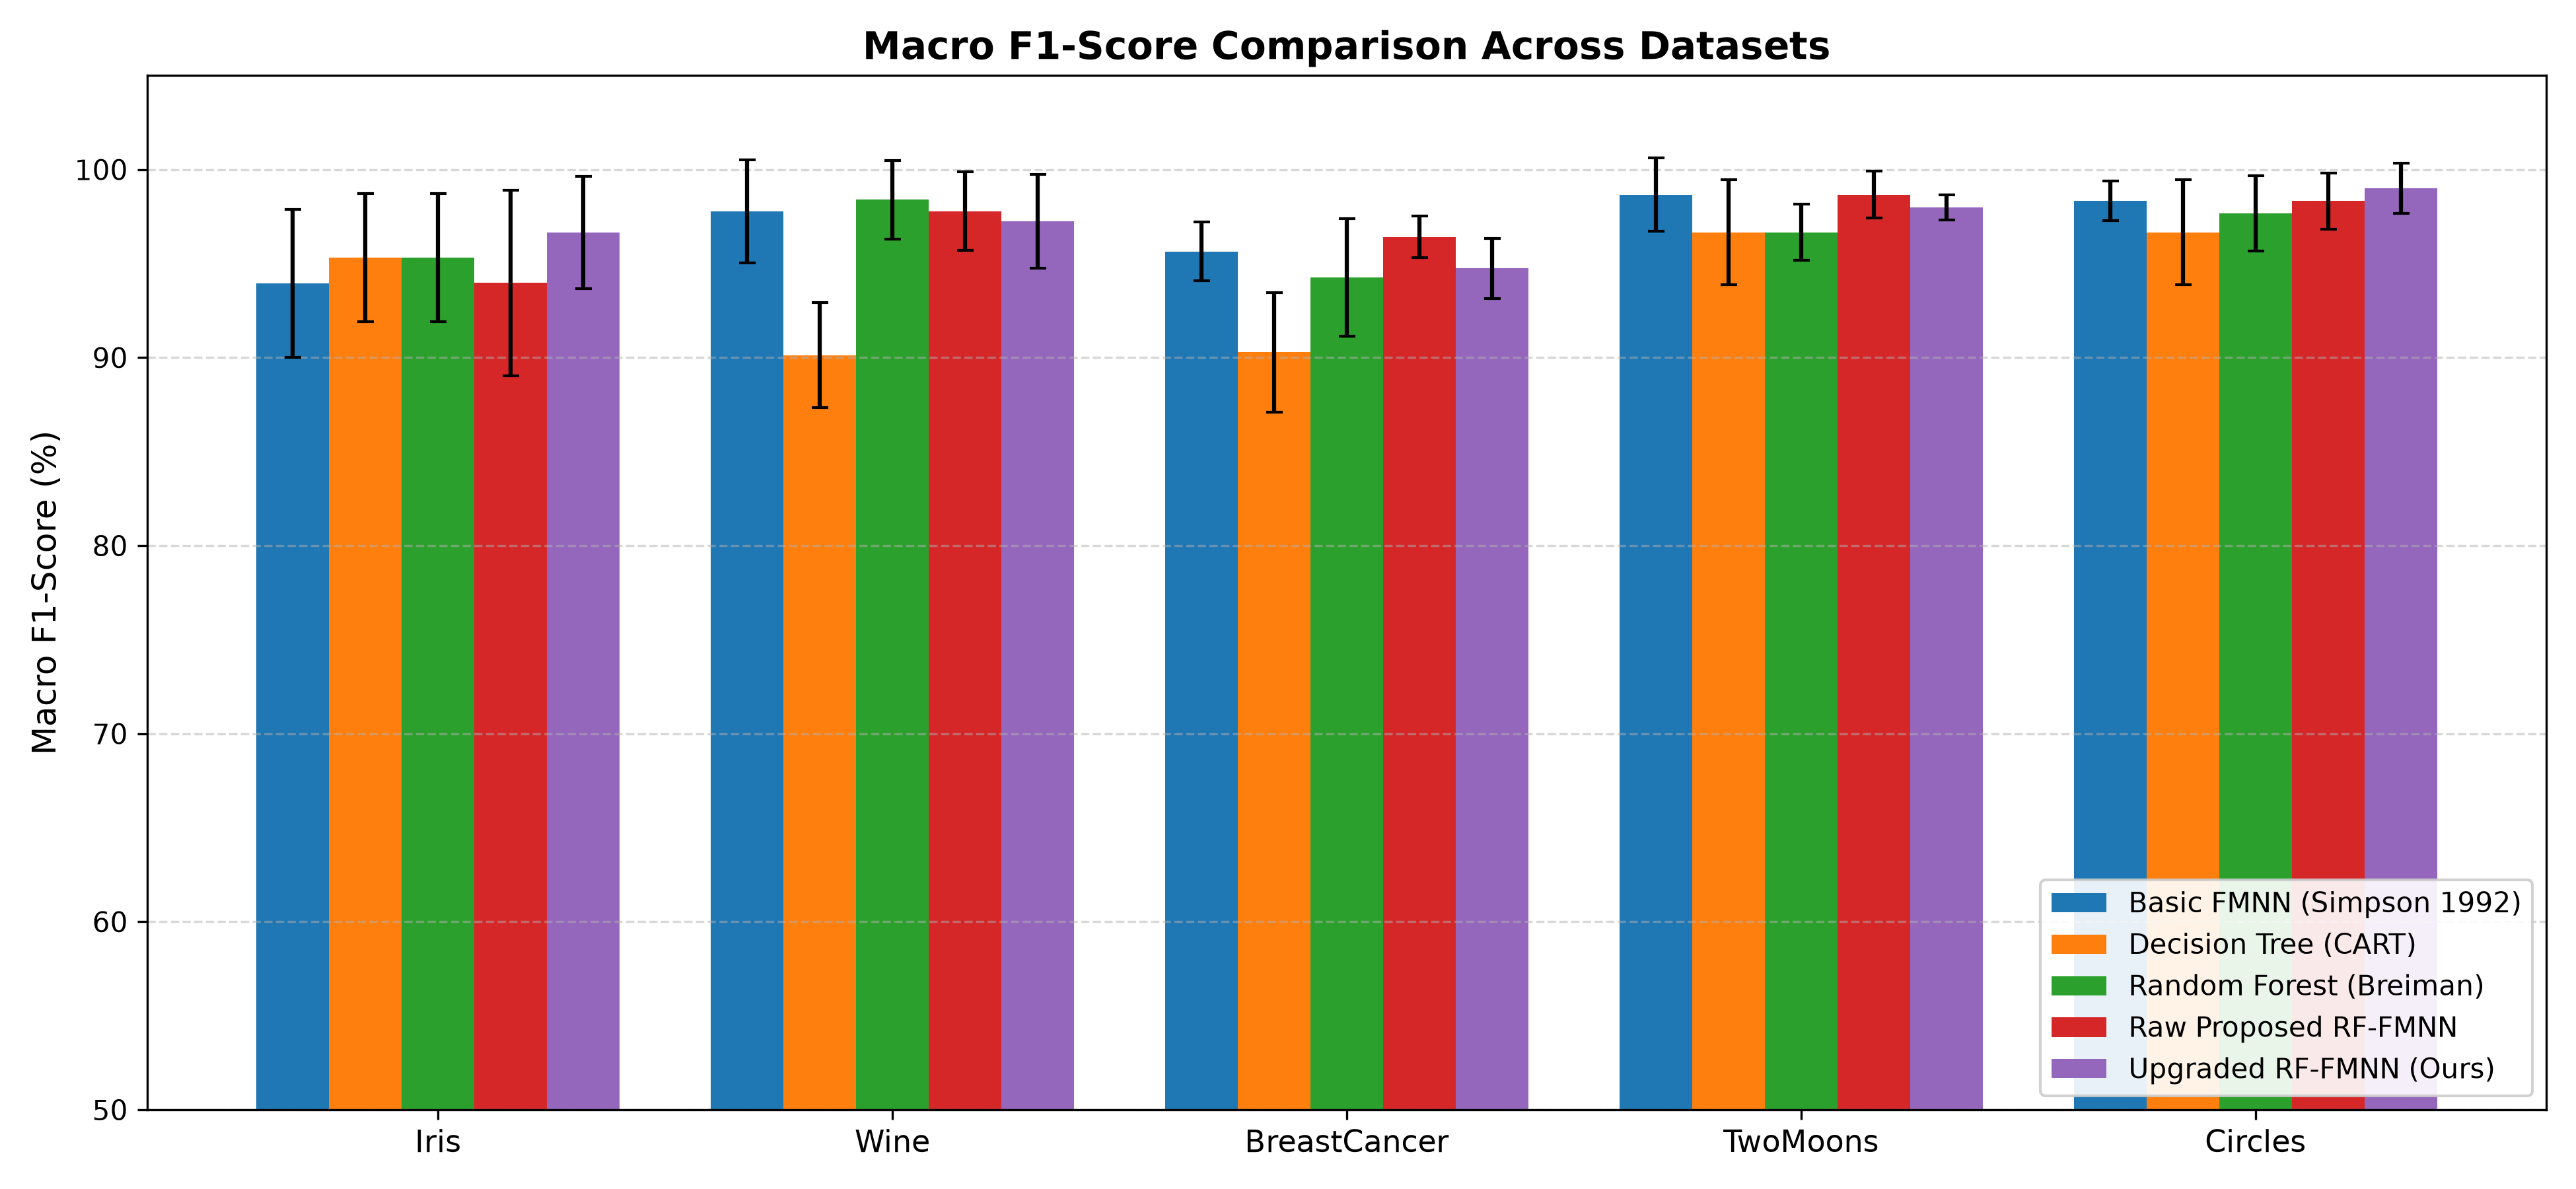 Macro F1-Score Comparison Across Datasets
Macro F1-Score (%)
100
90
80
70
60
50
Iris
Wine
BreastCancer
TwoMoons
Circles
Basic FMNN (Simpson 1992)
Decision Tree (CART)
Random Forest (Breiman)
Raw Proposed RF-FMNN
Upgraded RF-FMNN (Ours)